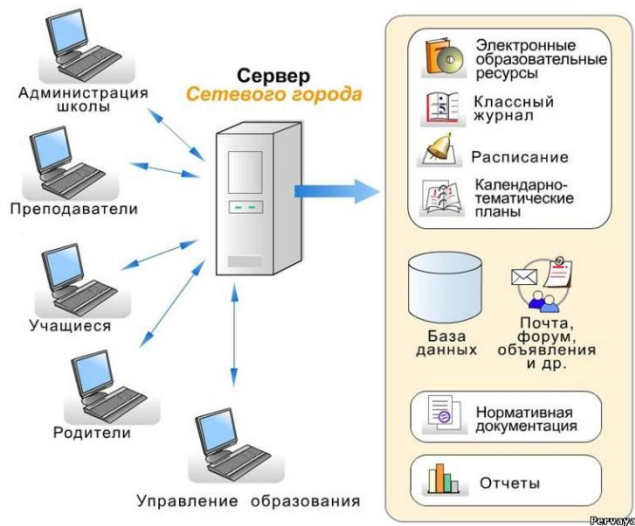 Администрация
школы
Преподаватели
Учащиеся
Родители
Управление образования
Сервер
Сетевого города
Электронные
образовательные
ресурсы
Классный
журнал
Расписание
Календарно-
тематические
планы
База
данных
Почта,
форум,
объявления
и др.
Нормативная
документация
Отчеты